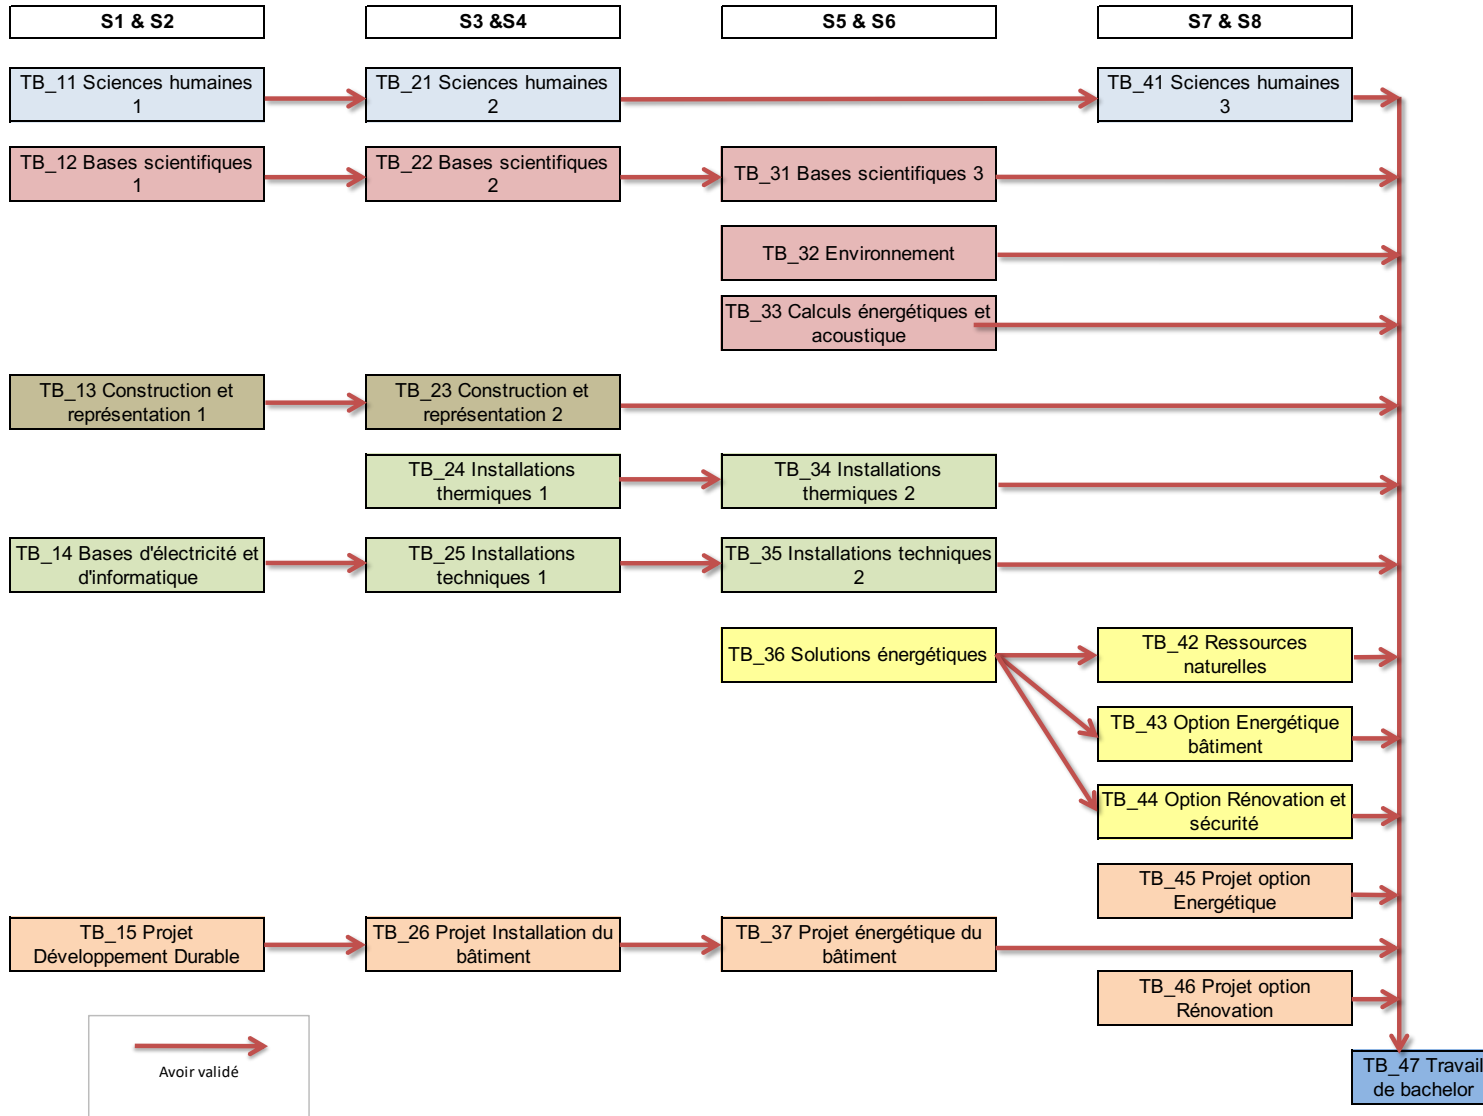 S1 & S2
S3 &S4
S5 & S6
S7 & S8
TB_11 Sciences humaines
1
TB_21 Sciences humaines
2
TB_41 Sciences humaines
3
TB_12 Bases scientifiques
1
TB_22 Bases scientifiques
2
TB_31 Bases scientifiques 3
TB_32 Environnement
TB_33 Calculs énergétiques et
acoustique
TB_13 Construction et
représentation 1
TB_23 Construction et
représentation 2
TB_24 Installations
thermiques 1
TB_34 Installations
thermiques 2
TB_14 Bases d'électricité et
d'informatique
TB_25 Installations
techniques 1
TB_35 Installations techniques
2
TB_36 Solutions énergétiques
TB_42 Ressources
naturelles
TB_43 Option Energétique
bâtiment
TB_44 Option Rénovation et
sécurité
TB_45 Projet option
Energétique
TB_15 Projet
Développement Durable
TB_26 Projet Installation du
bâtiment
TB_37 Projet énergétique du
bâtiment
TB_46 Projet option
Rénovation
Avoir validé
TB_47 Travail
de bachelor